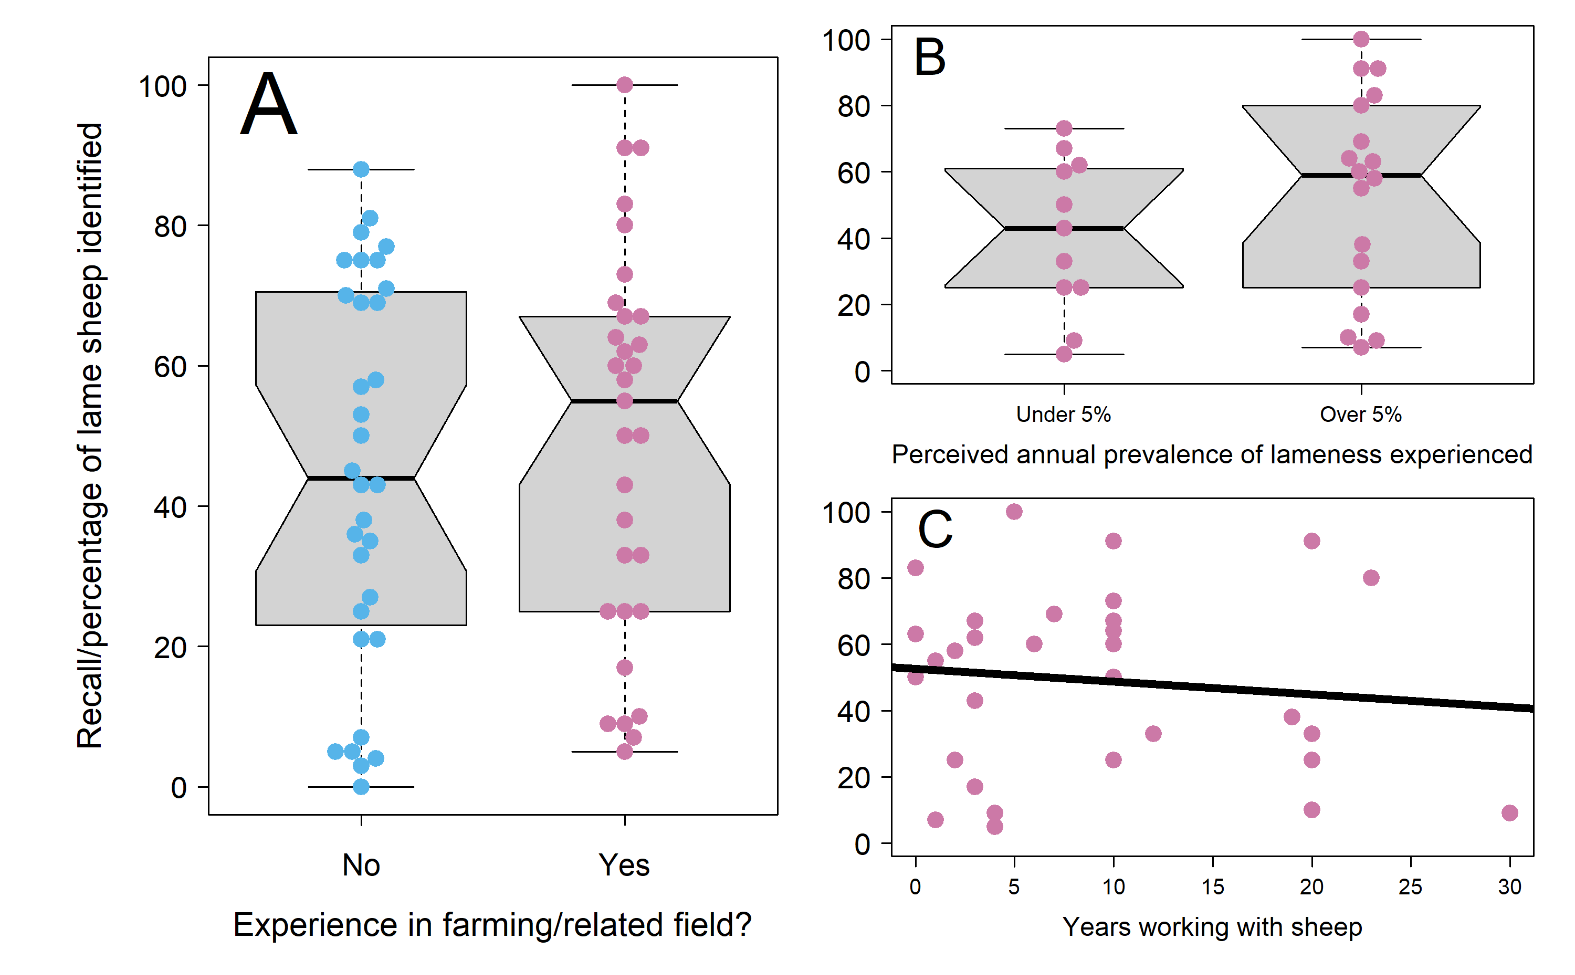 A
Recall/percentage of lame sheep identified
100
80
60
40
20
0
No Yes
Experience in farming/related field?
B
100
80
60
40
20
0
Under 5% Over 5%
Perceived annual prevalence of lameness experienced
C
100
80
60
40
20
0
0 5 10 15 20 25 30
Years working with sheep